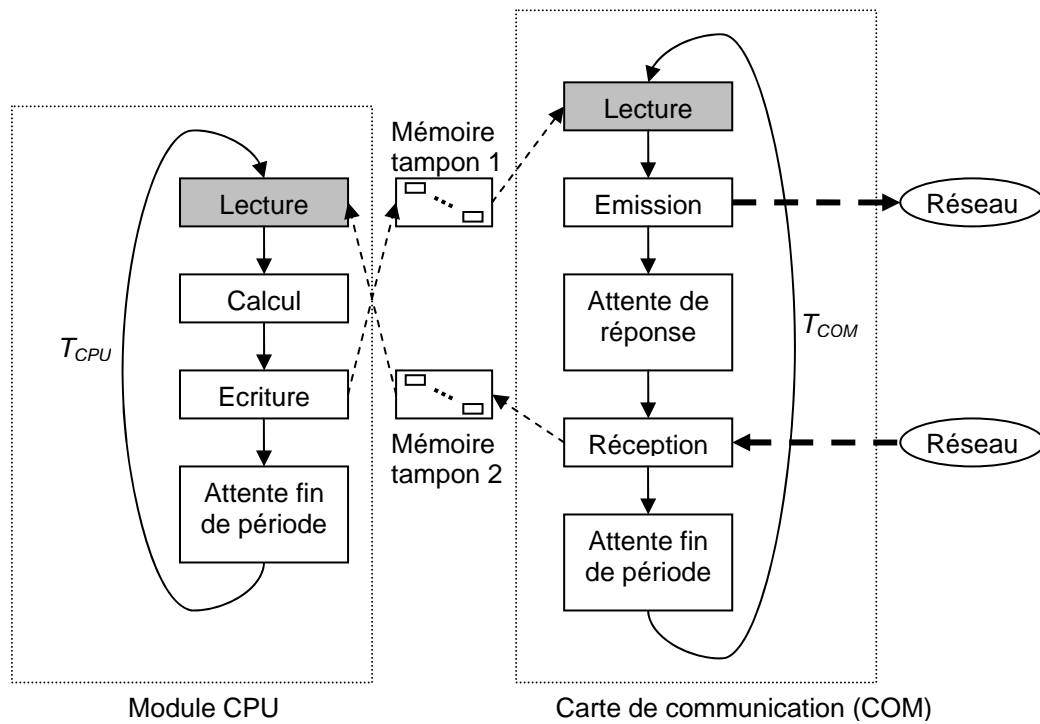 Lecture
Calcul
Ecriture
Attente fin
de période
T_CPU
Module CPU
Mémoire
tampon 1
Mémoire
tampon 2
Lecture
Emission
Attente de
réponse
Réception
Attente fin
de période
T_COM
Carte de communication (COM)
Réseau
Réseau